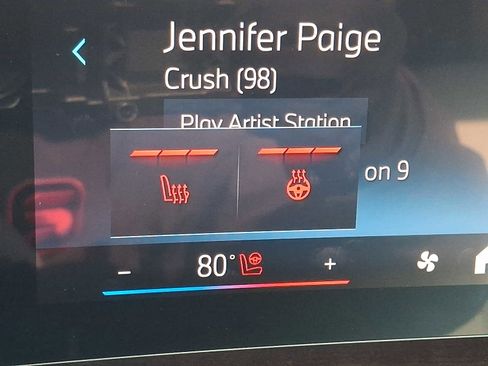 Jennifer Paige
Crush (98)
Play Artist Station
on 9
− 80° +